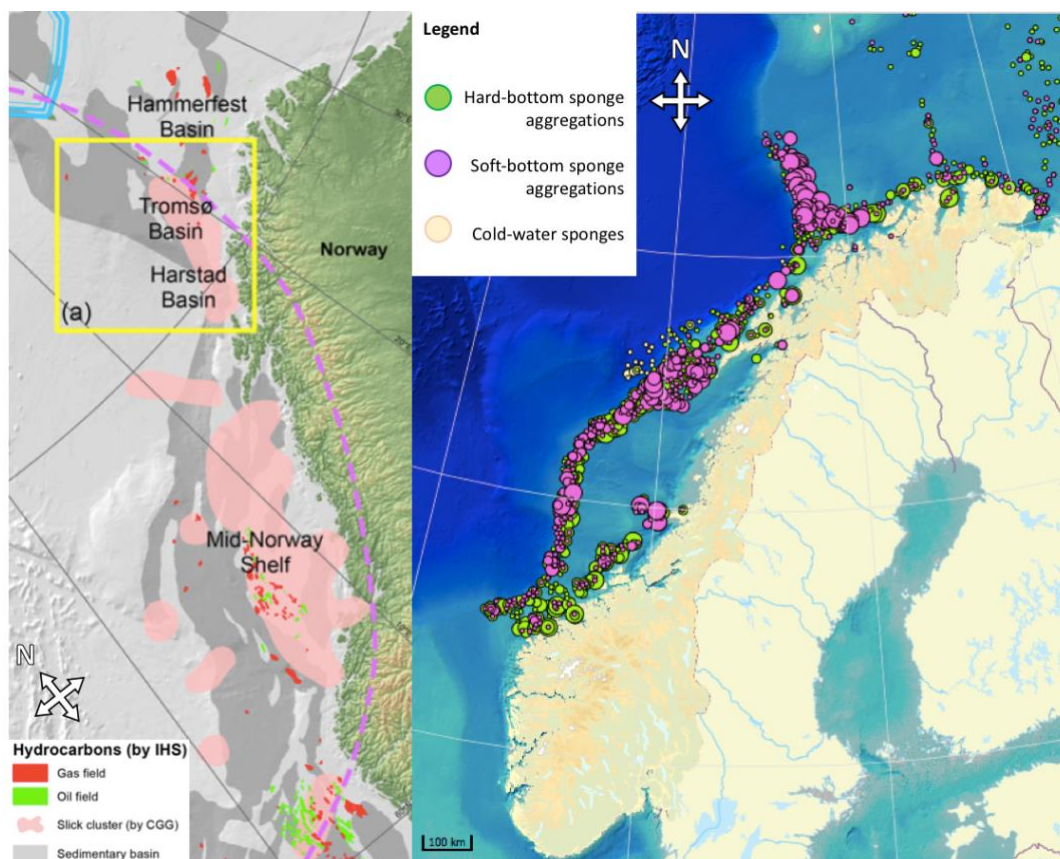 Hammerfest
Basin
Tromsø
Basin
Harstad
Basin
(a)
Norway
Mid-Norway
Shelf
N
Hydrocarbons (by IHS)
Gas field
Oil field
Slick cluster (by CGG)
Sedimentary basin
Legend
Hard-bottom sponge
aggregations
Soft-bottom sponge
aggregations
Cold-water sponges
N
100 km